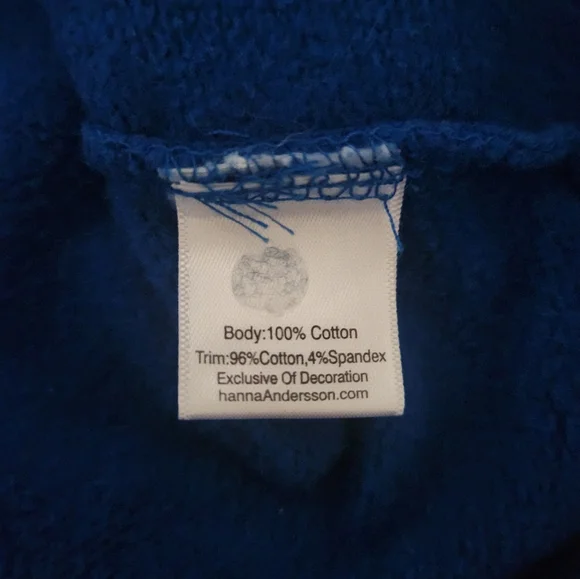 Body:100% Cotton
Trim:96%Cotton,4%Spandex
Exclusive Of Decoration
hannaAndersson.com